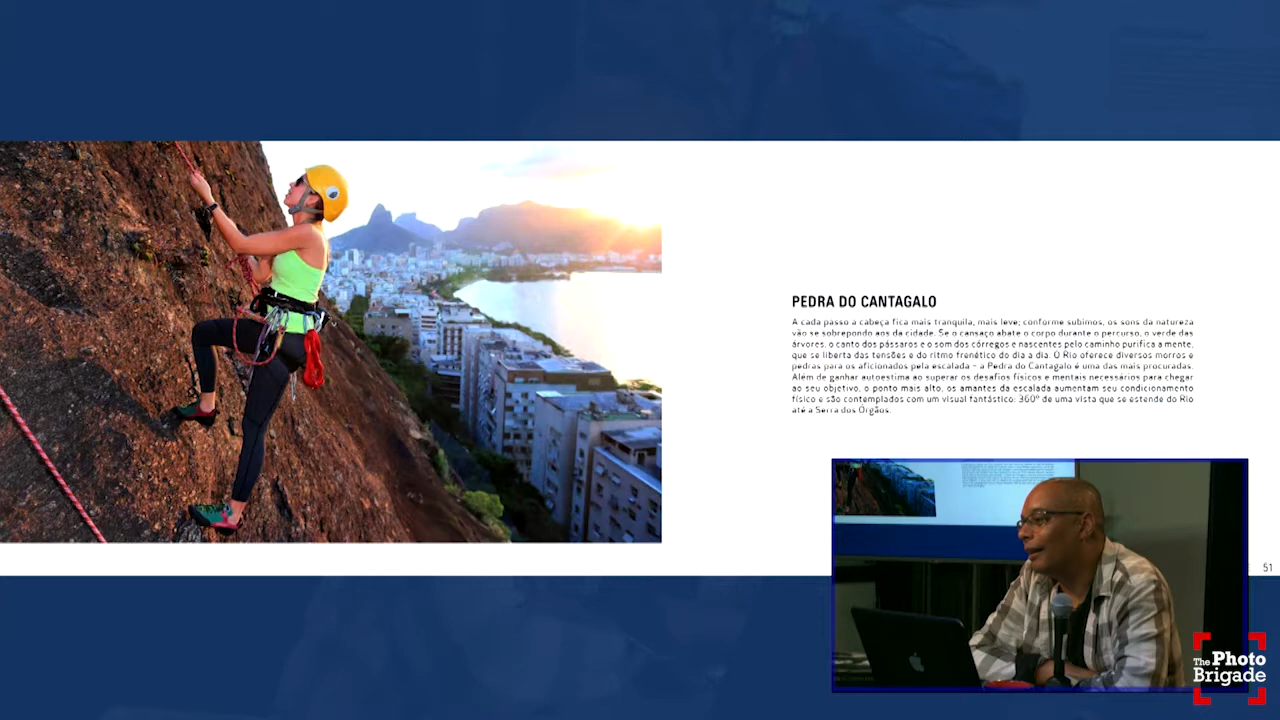 PEDRA DO CANTAGALO
A cada passo a cabeça fica mais tranquila, mais leve; conforme subimos, os sons da natureza
vão se sobrepondo aos da cidade. Se o cansaço abate o corpo durante o percurso, o verde das
árvores, o canto dos pássaros e o som dos córregos e nascentes pelo caminho purifica a mente,
que se liberta das tensões e do ritmo frenético do dia a dia. O Rio oferece diversos morros e
pedras para os aficionados pela escalada – a Pedra do Cantagalo é uma das mais procuradas.
Além de ganhar autoestima ao superar os desafios físicos e mentais necessários para chegar
ao seu objetivo, o ponto mais alto, os amantes da escalada aumentam seu condicionamento
físico e são contemplados com um visual fantástico: 360º de uma vista que se estende do Rio
até a Serra dos Órgãos.
51
The Photo
Brigade